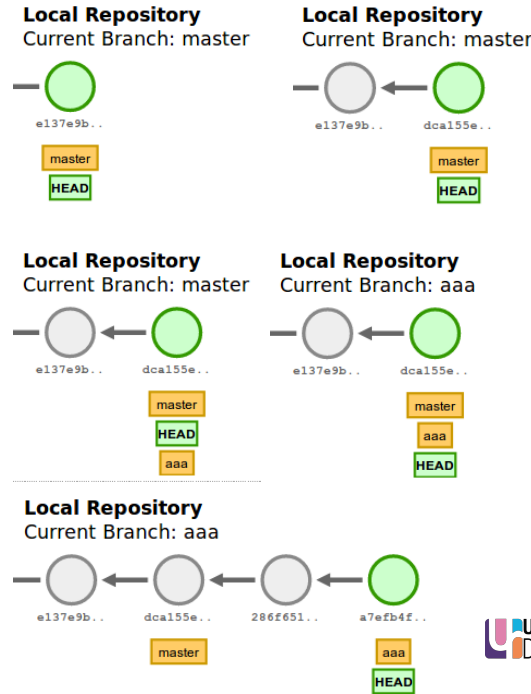 Local Repository
Current Branch: master
e137e9b..
master
HEAD
Local Repository
Current Branch: master
e137e9b.. dca155e..
master
HEAD
Local Repository
Current Branch: master
e137e9b.. dca155e..
master
HEAD
aaa
Local Repository
Current Branch: aaa
e137e9b.. dca155e..
master
aaa
HEAD
Local Repository
Current Branch: aaa
e137e9b.. dca155e.. 286f651.. a7efb4f..
master aaa
HEAD